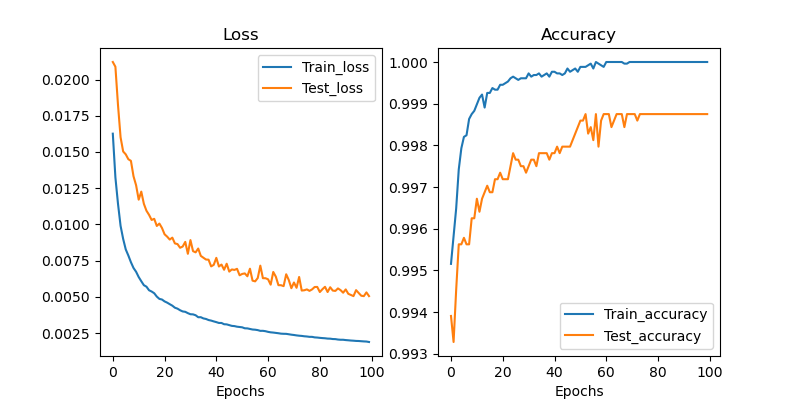 Loss
Train_loss
Test_loss
0.0200
0.0175
0.0150
0.0125
0.0100
0.0075
0.0050
0.0025
0 20 40 60 80 100
Epochs
Accuracy
1.000
0.999
0.998
0.997
0.996
0.995
0.994
0.993
Train_accuracy
Test_accuracy
0 20 40 60 80 100
Epochs